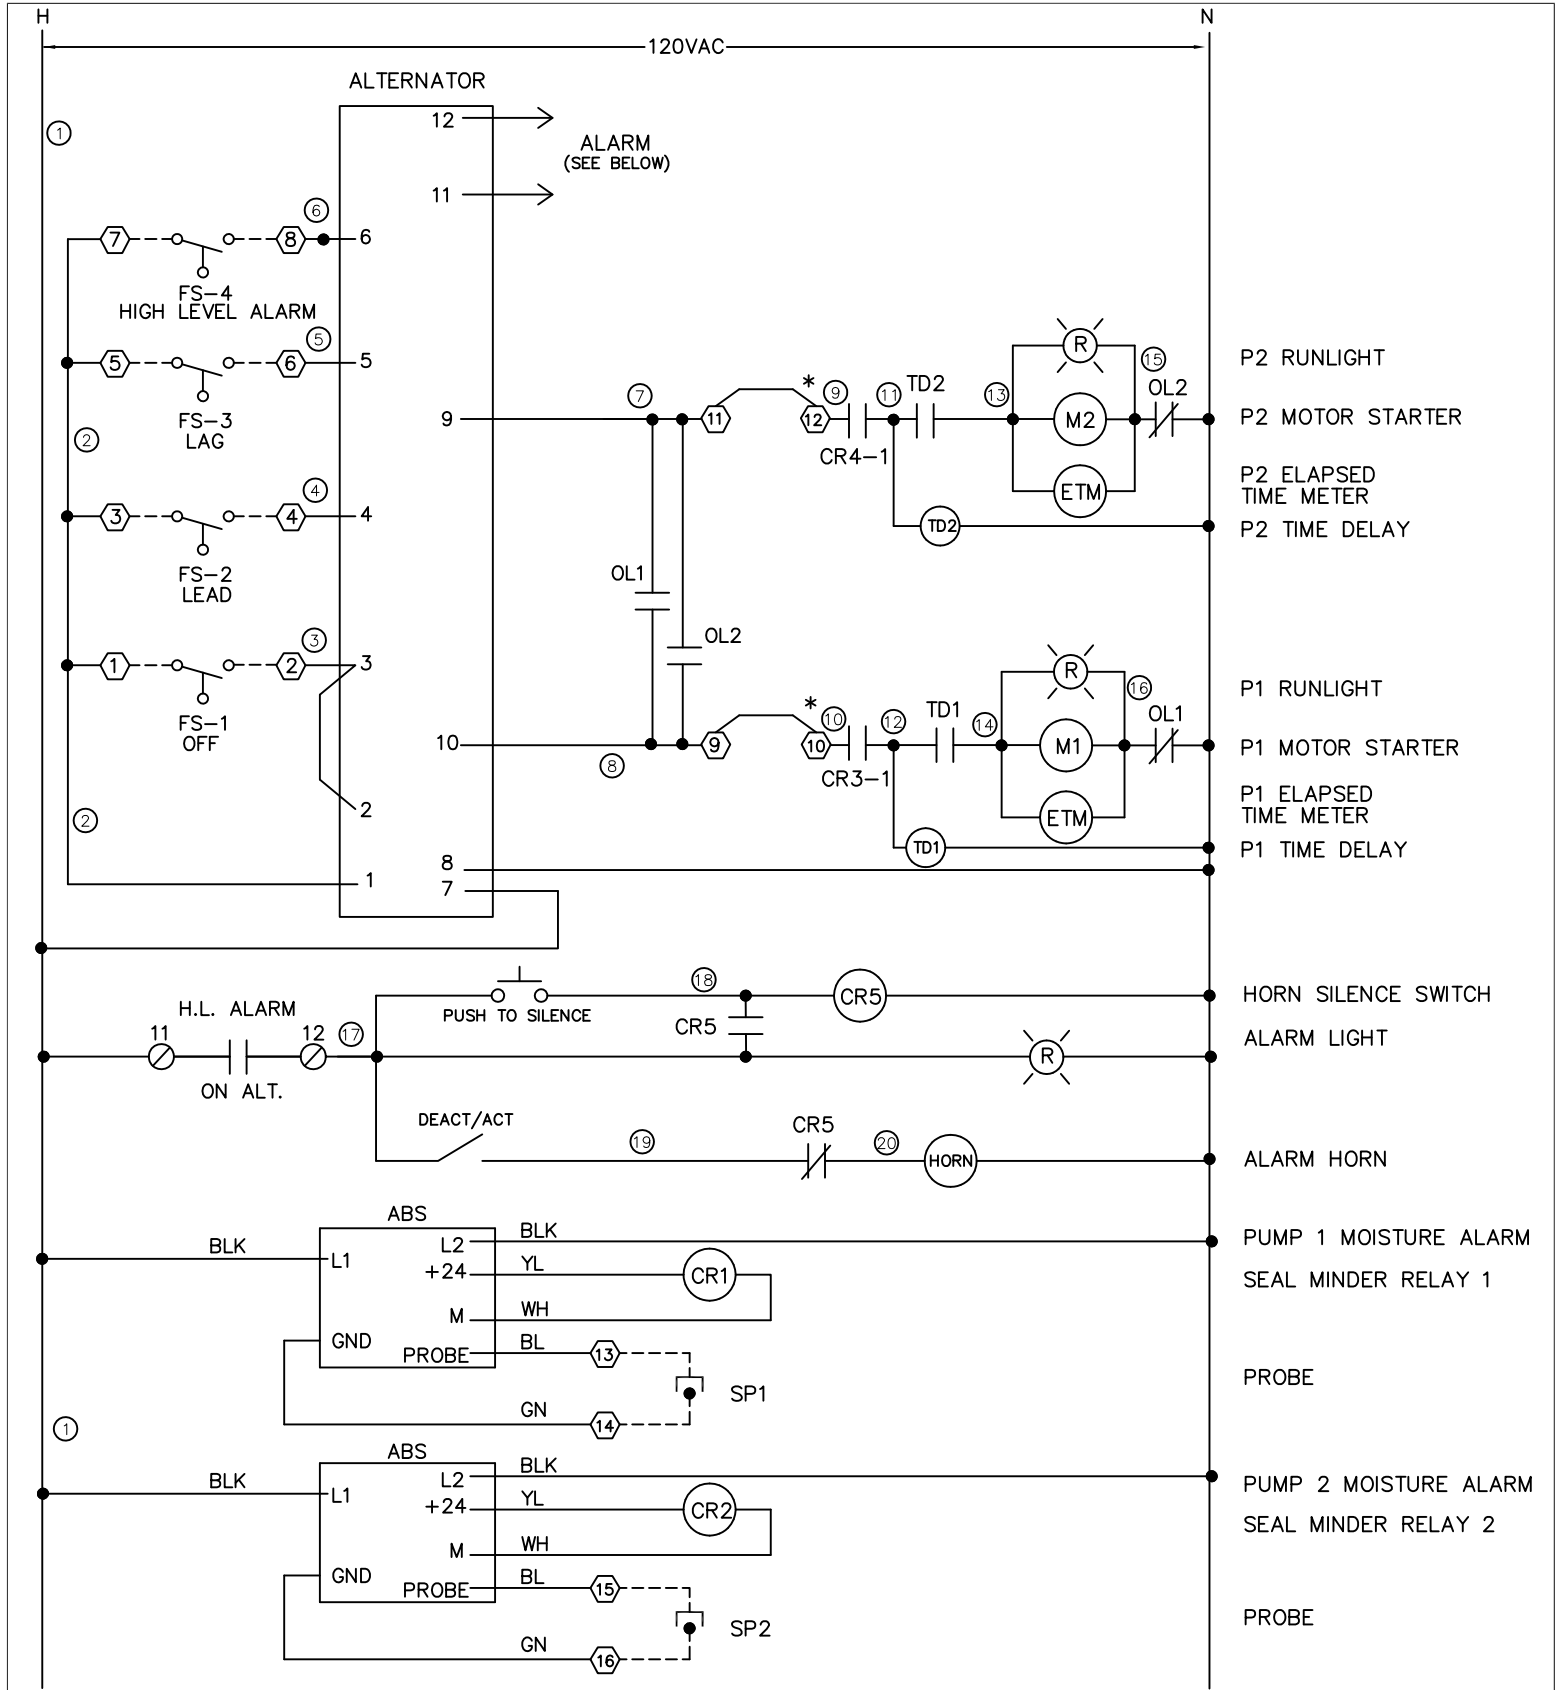 H
N
120VAC
ALTERNATOR
1
12
ALARM
(SEE BELOW)
11
6
7
8
6
FS-4
HIGH LEVEL ALARM
5
5
6
5
FS-3
LAG
2
4
3
4
4
FS-2
LEAD
3
1
2
3
FS-1
OFF
2
2
1
8
7
9
7
11
*
12
9
CR4-1
11
TD2
13
R
M2
ETM
15
OL2
TD2
P2 RUNLIGHT
P2 MOTOR STARTER
P2 ELAPSED
TIME METER
P2 TIME DELAY
OL1
OL2
10
8
9
*
10
10
CR3-1
12
TD1
14
R
M1
ETM
16
OL1
TD1
P1 RUNLIGHT
P1 MOTOR STARTER
P1 ELAPSED
TIME METER
P1 TIME DELAY
H.L. ALARM
11
12
17
ON ALT.
PUSH TO SILENCE
18
CR5
CR5
HORN SILENCE SWITCH
R
ALARM LIGHT
DEACT/ACT
19
CR5
20
HORN
ALARM HORN
ABS
BLK
L1
L2
BLK
PUMP 1 MOISTURE ALARM
+24
YL
CR1
SEAL MINDER RELAY 1
M
WH
GND
PROBE
BL
13
SP1
PROBE
GN
14
1
ABS
BLK
L1
L2
BLK
PUMP 2 MOISTURE ALARM
+24
YL
CR2
SEAL MINDER RELAY 2
M
WH
GND
PROBE
BL
15
SP2
PROBE
GN
16